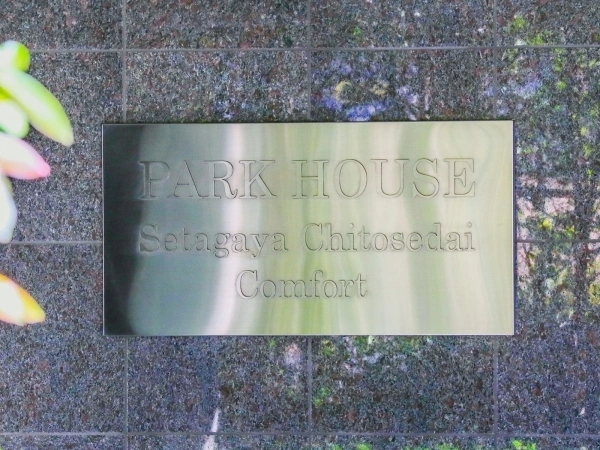 PARK HOUSE
Setagaya Chitosedai
Comfort